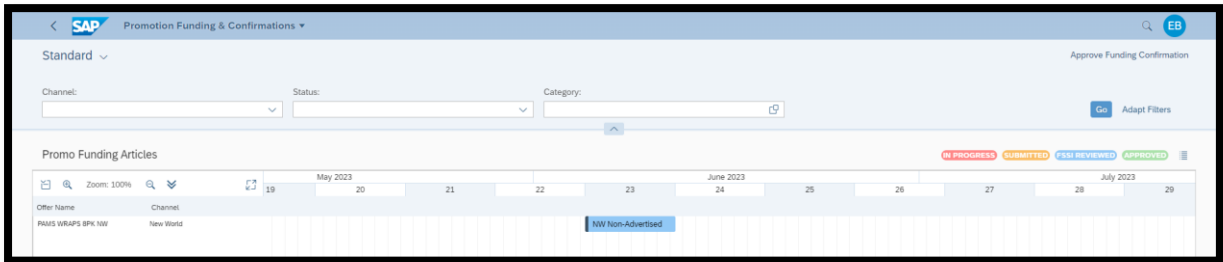 SAP Promotion Funding & Confirmations EB
Standard Approve Funding Confirmation
Channel: Status: Category:
Go Adapt Filters
Promo Funding Articles IN PROGRESS SUBMITTED FSSI REVIEWED APPROVED
Zoom: 100% May 2023 June 2023 July 2023
19 20 21 22 23 24 25 26 27 28 29
Offer Name Channel
PAMS WRAPS 8PK NW New World NW Non-Advertised